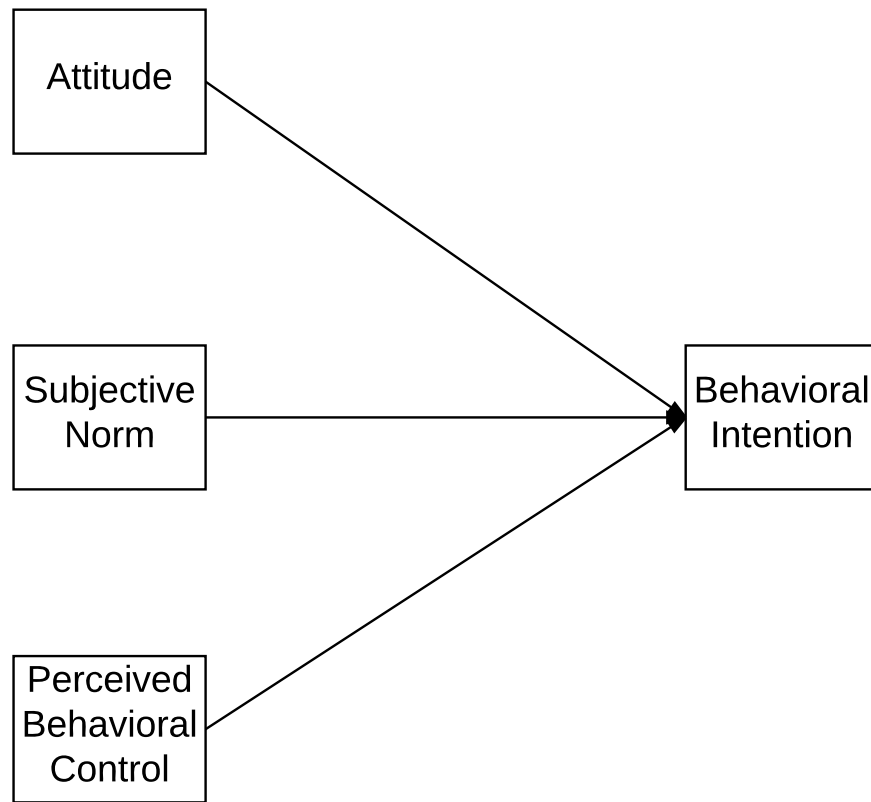 Attitude
Subjective
Norm
Behavioral
Intention
Perceived
Behavioral
Control